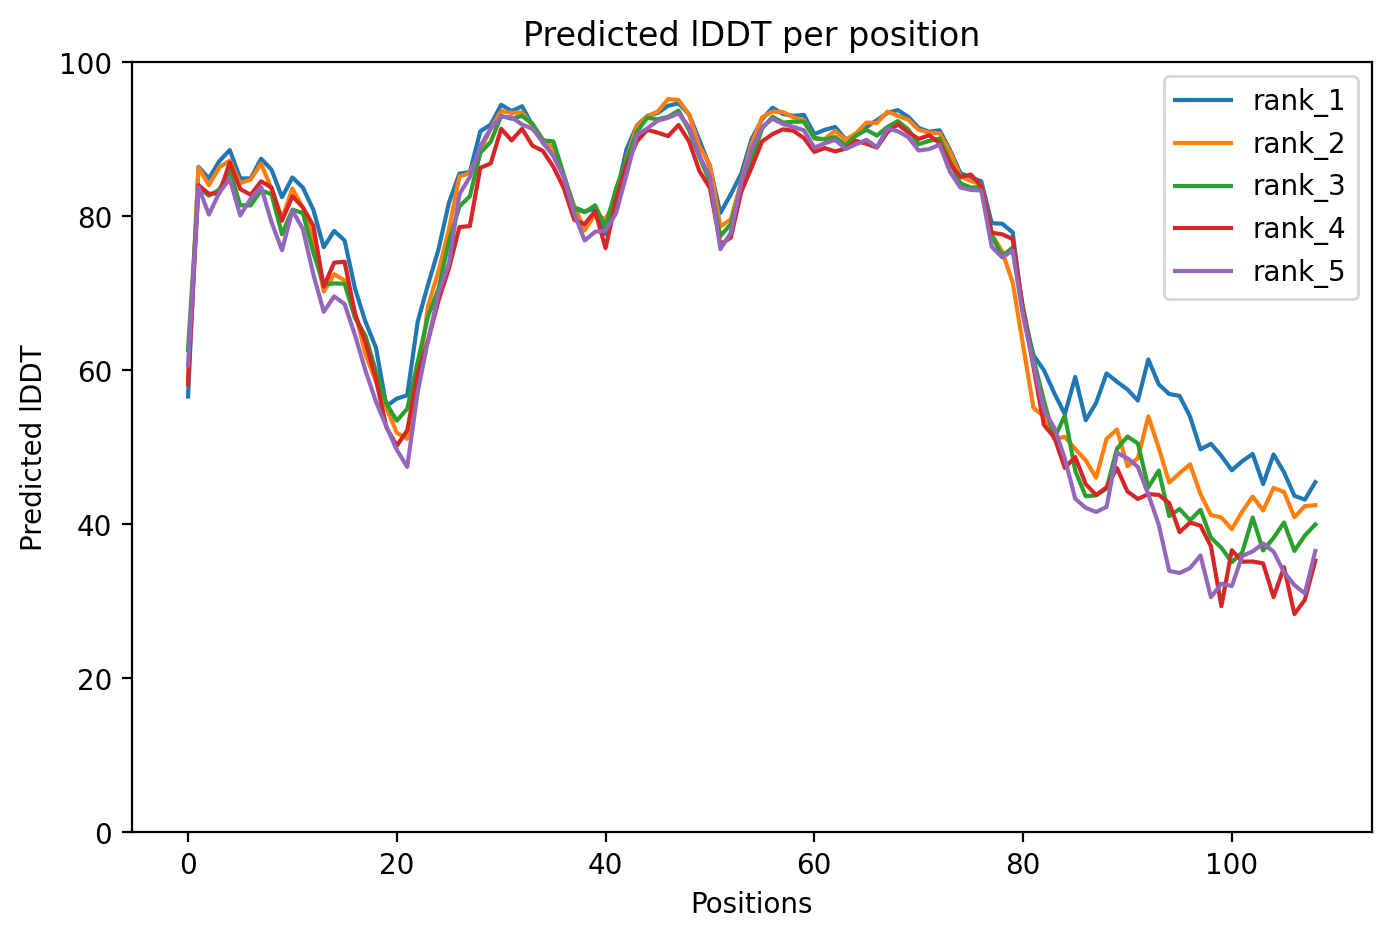 Predicted lDDT per position
100
80
60
40
20
0
Predicted lDDT
0 20 40 60 80 100
Positions
rank_1
rank_2
rank_3
rank_4
rank_5